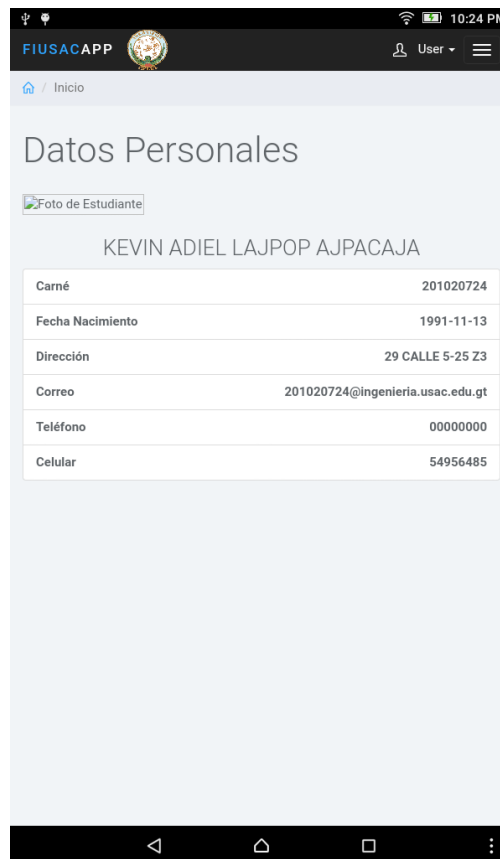 10:24 PM
FIUSACAPP User
/ Inicio
Datos Personales
Foto de Estudiante
KEVIN ADIEL LAJPOP AJPACAJA
Carné 201020724
Fecha Nacimiento 1991-11-13
Dirección 29 CALLE 5-25 Z3
Correo 201020724@ingenieria.usac.edu.gt
Teléfono 00000000
Celular 54956485